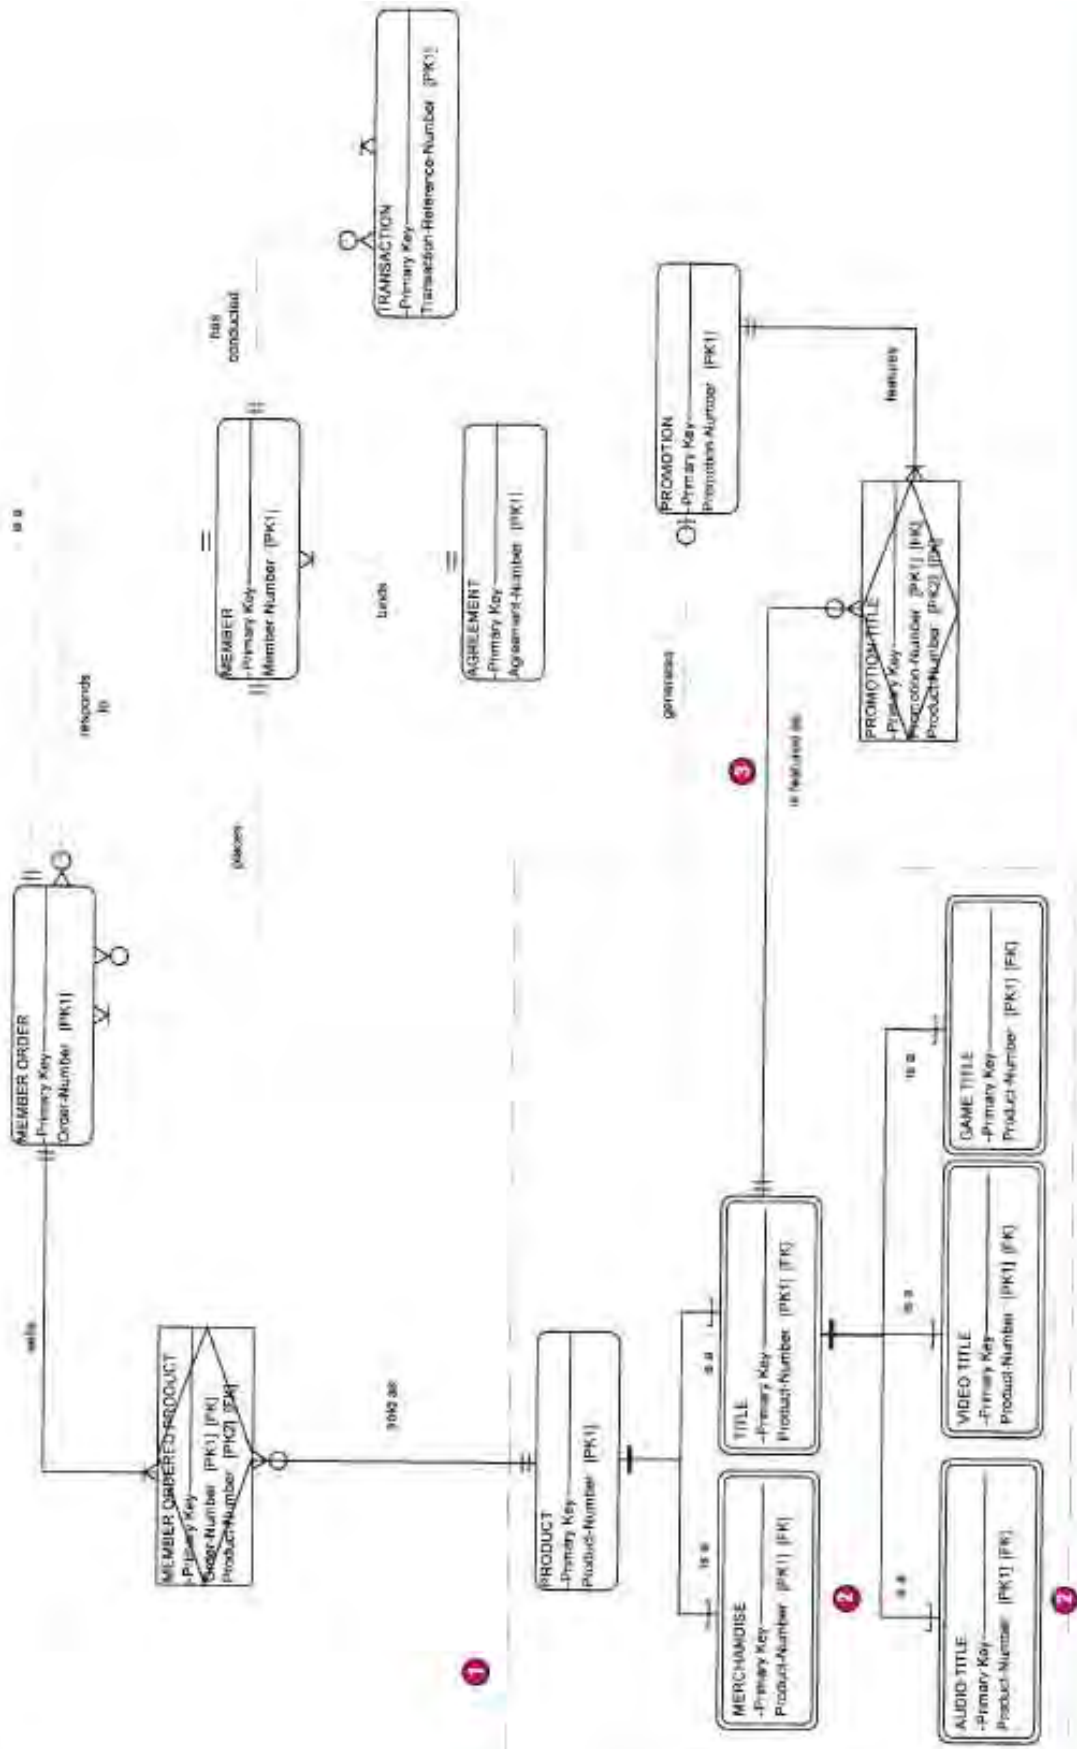 MEMBER ORDER
-Primary Key
Order-Number [PK1]
responds
to
is a
sells
places
MEMBER
-Primary Key
Member-Number [PK1]
has
conducted
TRANSACTION
-Primary Key
Transaction-Reference-Number [PK1]
MEMBER ORDERED PRODUCT
-Primary Key
Order-Number [PK1] [FK]
Product-Number [PK2] [FK]
sold as
binds
AGREEMENT
-Primary Key
Agreement-Number [PK1]
1
PRODUCT
-Primary Key
Product-Number [PK1]
generates
PROMOTION
-Primary Key
Promotion-Number [PK1]
is a
is a
3
is featured as
features
MERCHANDISE
-Primary Key
Product-Number [PK1] [FK]
TITLE
-Primary Key
Product-Number [PK1] [FK]
PROMOTION TITLE
-Primary Key
Promotion-Number [PK1] [FK]
Product-Number [PK2] [FK]
2
is a
is a
is a
AUDIO TITLE
-Primary Key
Product-Number [PK1] [FK]
VIDEO TITLE
-Primary Key
Product-Number [PK1] [FK]
GAME TITLE
-Primary Key
Product-Number [PK1] [FK]
2